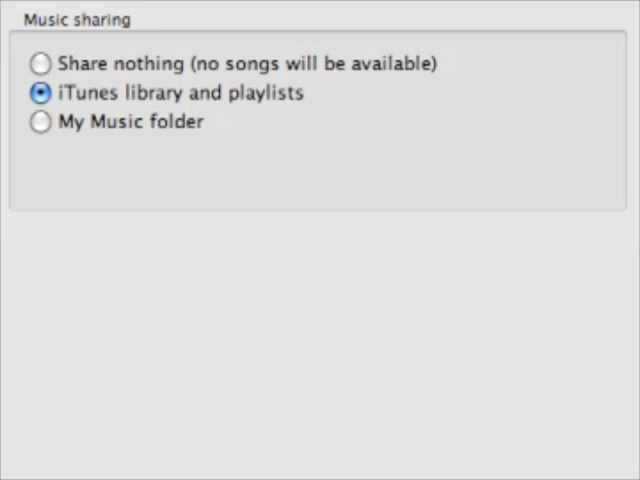 Music sharing
Share nothing (no songs will be available)
iTunes library and playlists
My Music folder